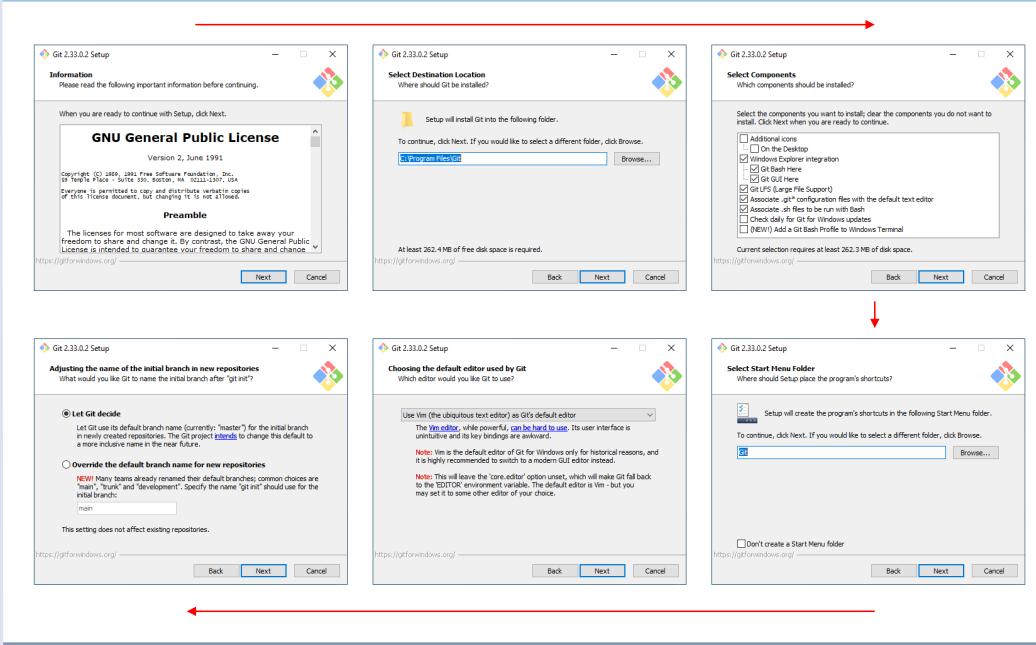 Git 2.33.0.2 Setup
Information
Please read the following important information before continuing.
When you are ready to continue with Setup, click Next.
GNU General Public License
Version 2, June 1991
Copyright (C) 1989, 1991 Free Software Foundation, Inc.
59 Temple Place - Suite 330, Boston, MA 02111-1307, USA
Everyone is permitted to copy and distribute verbatim copies
of this license document, but changing it is not allowed.
Preamble
The licenses for most software are designed to take away your
freedom to share and change it. By contrast, the GNU General Public
License is intended to guarantee your freedom to share and change
https://gitforwindows.org/
Next
Cancel
Git 2.33.0.2 Setup
Select Destination Location
Where should Git be installed?
Setup will install Git into the following folder.
To continue, click Next. If you would like to select a different folder, click Browse.
C:\Program Files\Git
Browse...
At least 262.4 MB of free disk space is required.
https://gitforwindows.org/
Back
Next
Cancel
Git 2.33.0.2 Setup
Select Components
Which components should be installed?
Select the components you want to install; clear the components you do not want to
install. Click Next when you are ready to continue.
Additional icons
On the Desktop
Windows Explorer integration
Git Bash Here
Git GUI Here
Git LFS (Large File Support)
Associate .git* configuration files with the default text editor
Associate .sh files to be run with Bash
Check daily for Git for Windows updates
(NEW!) Add a Git Bash Profile to Windows Terminal
Current selection requires at least 262.3 MB of disk space.
https://gitforwindows.org/
Back
Next
Cancel
Git 2.33.0.2 Setup
Adjusting the name of the initial branch in new repositories
What would you like Git to name the initial branch after "git init"?
Let Git decide
Let Git use its default branch name (currently: "master") for the initial branch
in newly created repositories. The Git project intends to change this default to
a more inclusive name in the near future.
Override the default branch name for new repositories
NEW! Many teams already renamed their default branches; common choices are
"main", "trunk" and "development". Specify the name "git init" should use for the
initial branch:
main
This setting does not affect existing repositories.
https://gitforwindows.org/
Back
Next
Cancel
Git 2.33.0.2 Setup
Choosing the default editor used by Git
Which editor would you like Git to use?
Use Vim (the ubiquitous text editor) as Git's default editor
The Vim editor, while powerful, can be hard to use. Its user interface is
unintuitive and its key bindings are awkward.
Note: Vim is the default editor of Git for Windows only for historical reasons, and
it is highly recommended to switch to a modern GUI editor instead.
Note: This will leave the 'core.editor' option unset, which will make Git fall back
to the 'EDITOR' environment variable. The default editor is Vim - but you
may set it to some other editor of your choice.
https://gitforwindows.org/
Back
Next
Cancel
Git 2.33.0.2 Setup
Select Start Menu Folder
Where should Setup place the program's shortcuts?
Setup will create the program's shortcuts in the following Start Menu folder.
To continue, click Next. If you would like to select a different folder, click Browse.
Git
Browse...
Don't create a Start Menu folder
https://gitforwindows.org/
Back
Next
Cancel